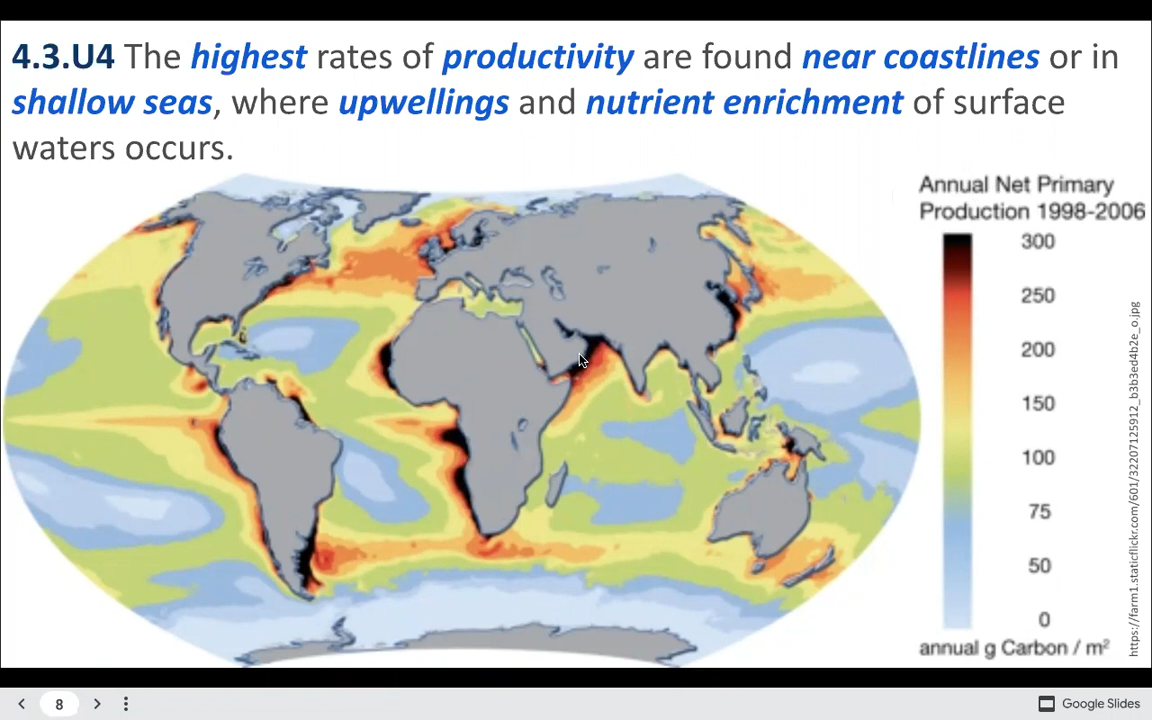 4.3.U4 The highest rates of productivity are found near coastlines or in
shallow seas, where upwellings and nutrient enrichment of surface
waters occurs.
Annual Net Primary
Production 1998-2006
300
250
200
150
100
75
50
0
annual g Carbon / m²
https://farm1.staticflickr.com/601/32207125912_b3b3ed4b2e_o.jpg
8
Google Slides